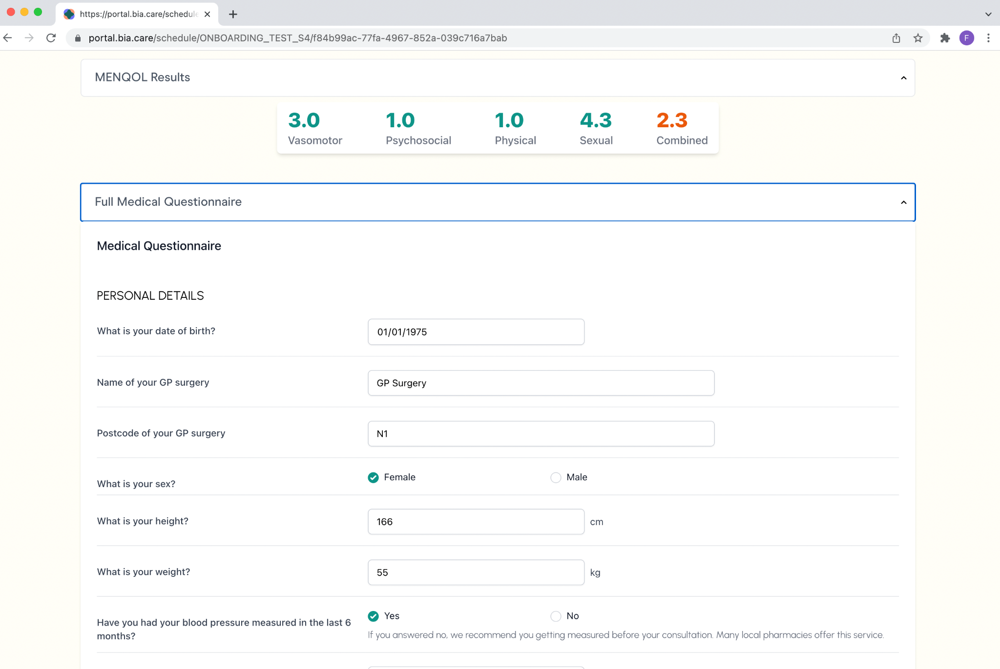 https://portal.bia.care/schedule
portal.bia.care/schedule/ONBOARDING_TEST_S4/f84b99ac-77fa-4967-852a-039c716a7bab
F
MENQOL Results
3.0 1.0 1.0 4.3 2.3
Vasomotor Psychosocial Physical Sexual Combined
Full Medical Questionnaire
Medical Questionnaire
PERSONAL DETAILS
What is your date of birth? 01/01/1975
Name of your GP surgery GP Surgery
Postcode of your GP surgery N1
What is your sex? Female Male
What is your height? 166 cm
What is your weight? 55 kg
Have you had your blood pressure measured in the last 6
months?
Yes No
If you answered no, we recommend you getting measured before your consultation. Many local pharmacies offer this service.